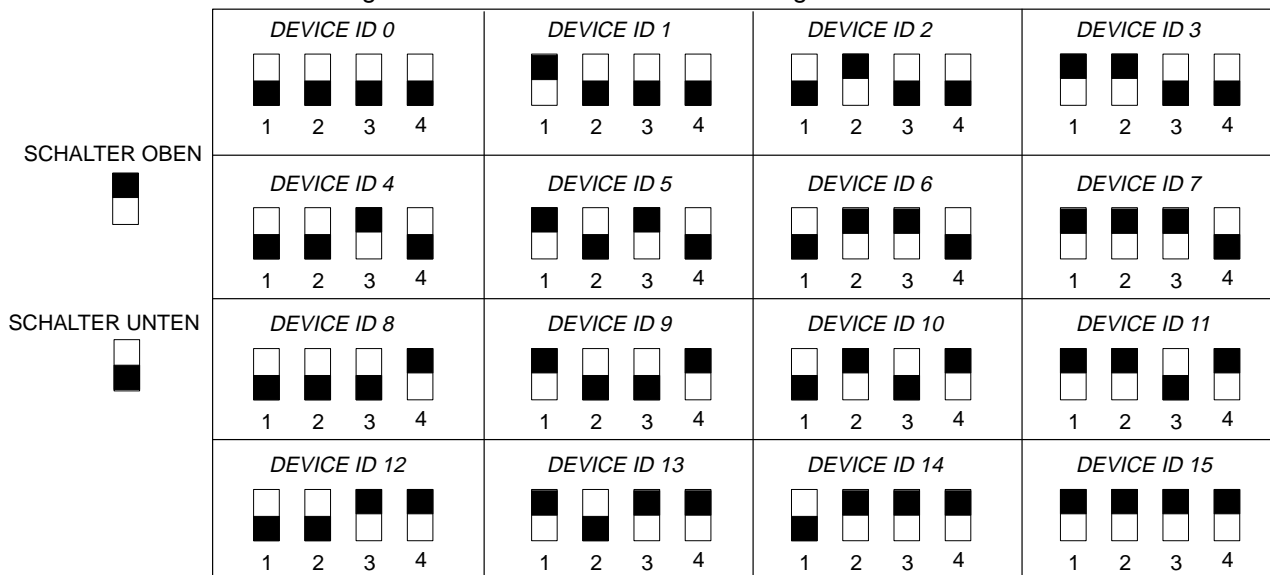 DEVICE ID 0 DEVICE ID 1 DEVICE ID 2 DEVICE ID 3
1 2 3 4 1 2 3 4 1 2 3 4 1 2 3 4
SCHALTER OBEN
DEVICE ID 4 DEVICE ID 5 DEVICE ID 6 DEVICE ID 7
1 2 3 4 1 2 3 4 1 2 3 4 1 2 3 4
SCHALTER UNTEN
DEVICE ID 8 DEVICE ID 9 DEVICE ID 10 DEVICE ID 11
1 2 3 4 1 2 3 4 1 2 3 4 1 2 3 4
DEVICE ID 12 DEVICE ID 13 DEVICE ID 14 DEVICE ID 15
1 2 3 4 1 2 3 4 1 2 3 4 1 2 3 4